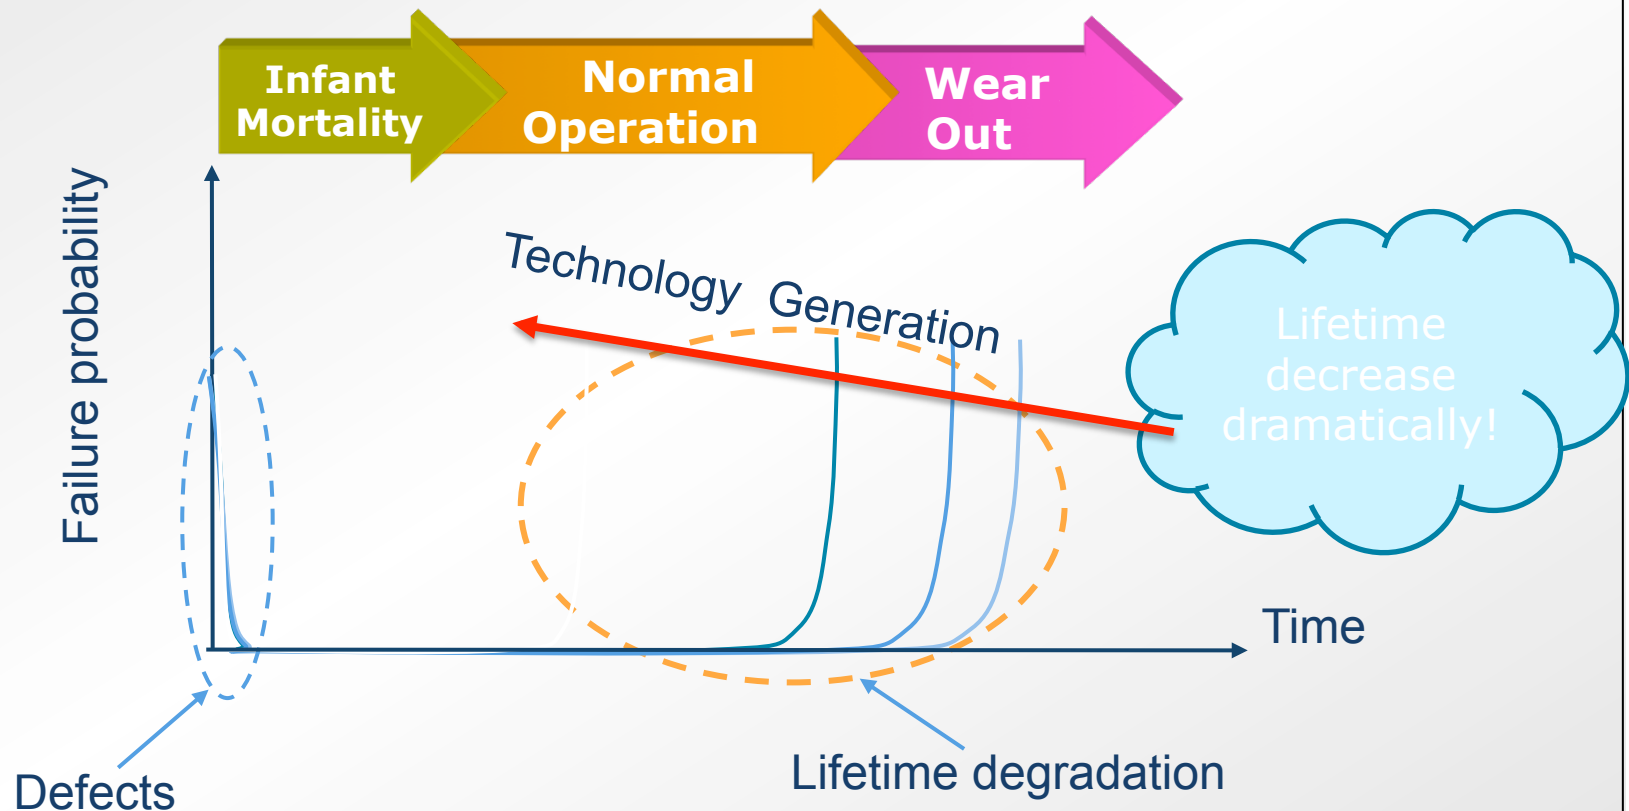 Infant
Mortality
Normal
Operation
Wear
Out
Failure probability
Technology Generation
Lifetime
decrease
dramatically!
Time
Defects
Lifetime degradation